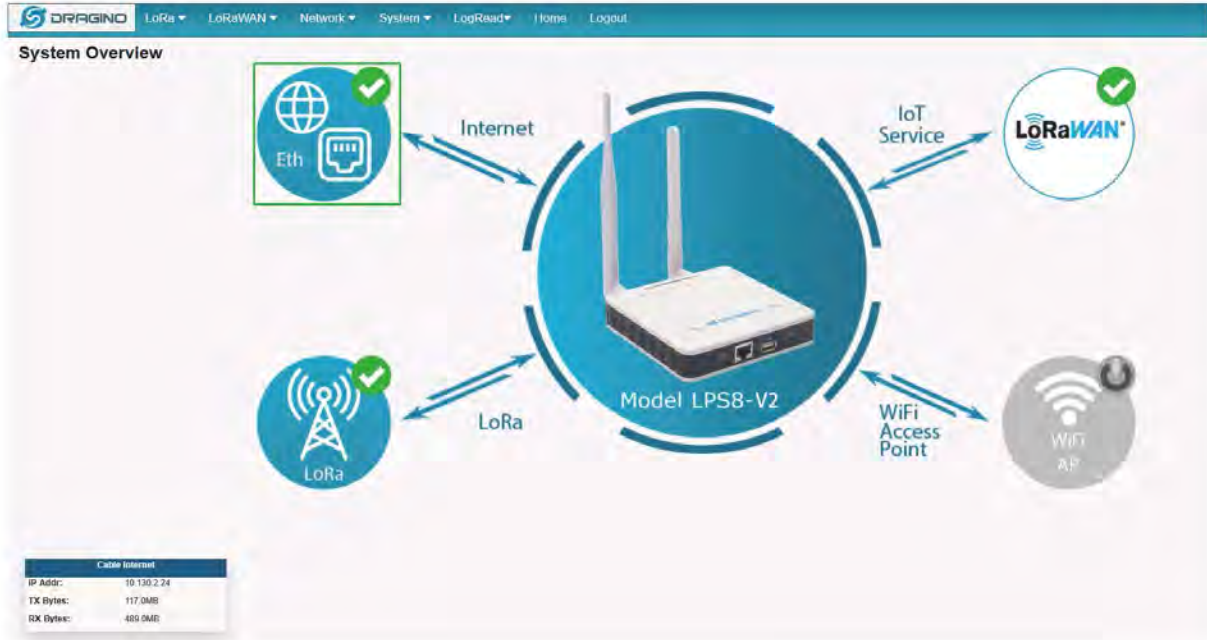 DRAGINO LoRa LoRaWAN Network System LogRead Home Logout
System Overview
Eth
Internet
IoT
Service
LoRaWAN
Model LPS8-V2
LoRa
LoRa
WiFi
Access
Point
WiFi
AP
Cable Internet
IP Addr: 10.130.2.24
TX Bytes: 117.0MB
RX Bytes: 489.0MB